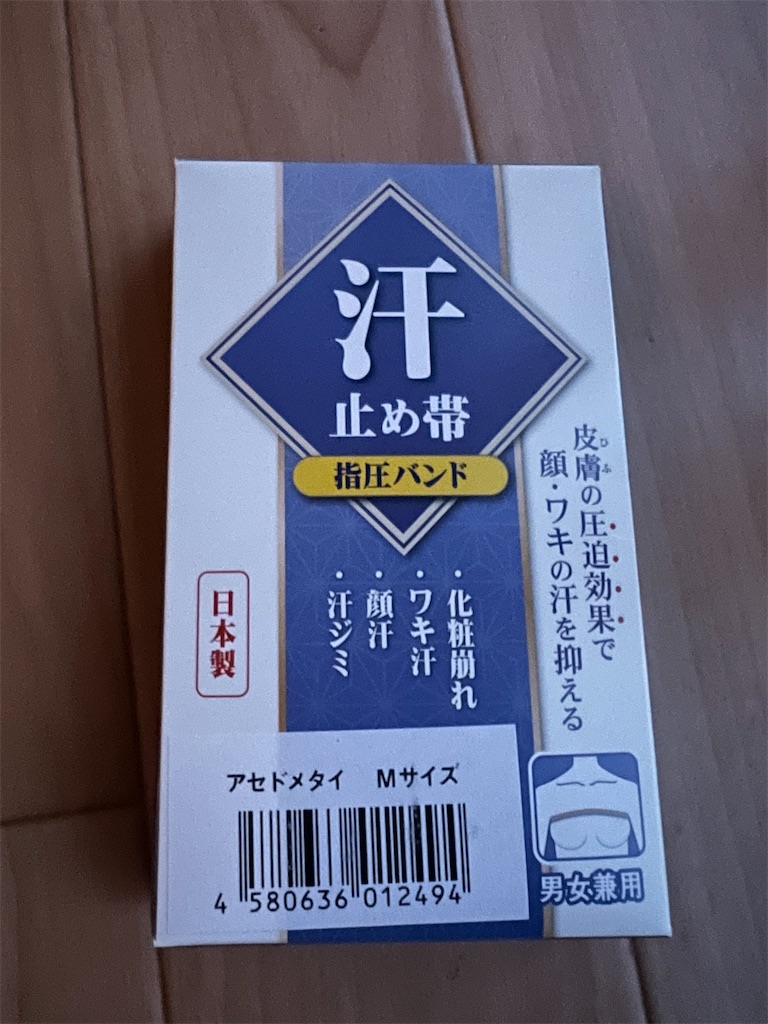 汗
止め帯
指圧バンド
皮膚の圧迫効果で
ひふ
顔・ワキの汗を抑える
・化粧崩れ
・ワキ汗
・顔汗
・汗ジミ
日本製
アセドメタイ Mサイズ
4 580636 012494
男女兼用